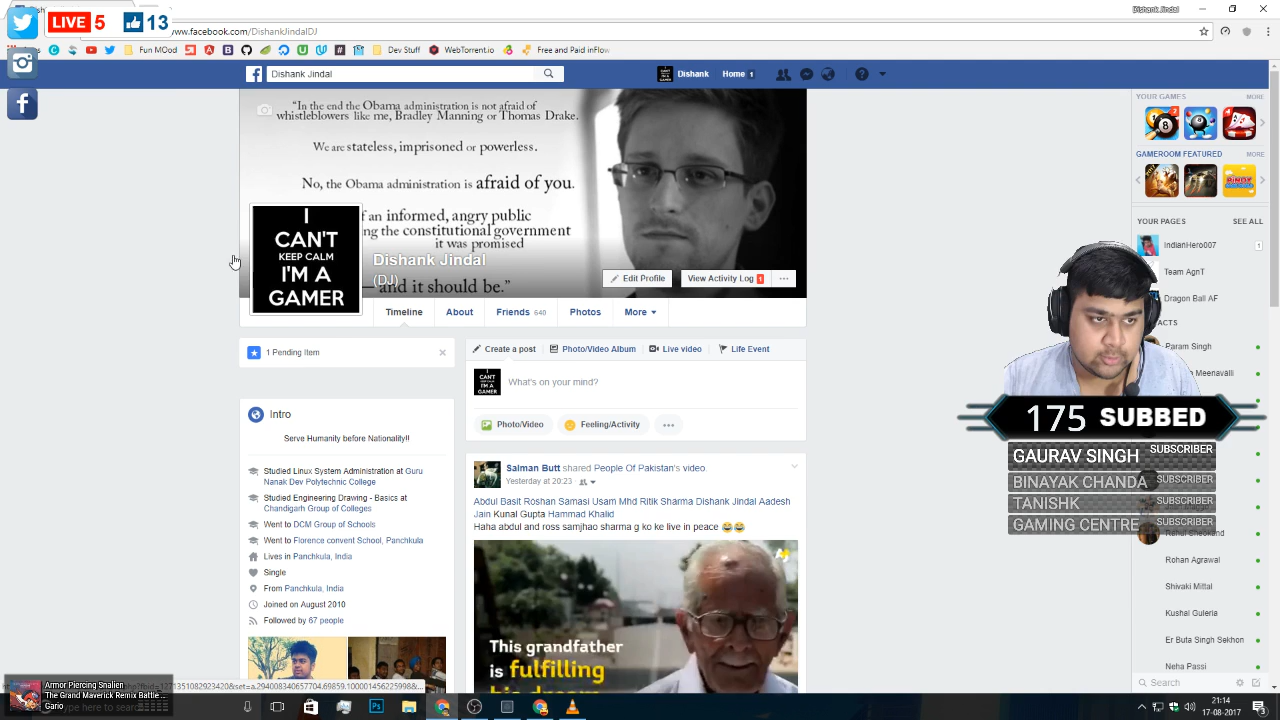 Dishank Jindal
LIVE 5
13
www.facebook.com/DishankJindalDJ
Fun MOod
Dev Stuff
WebTorrent.io
Free and Paid inFlow
Dishank Jindal
Dishank
Home 1
"In the end the Obama administration is not afraid of
whistleblowers like me, Bradley Manning or Thomas Drake.
We are stateless, imprisoned or powerless.
No, the Obama administration is afraid of you.
of an informed, angry public
the constitutional government
it was promised
— and it should be."
I
CAN'T
KEEP CALM
I'M A
GAMER
Dishank Jindal
(DJ)
Edit Profile
View Activity Log 1
Timeline
About
Friends 640
Photos
More
1 Pending Item
Create a post
Photo/Video Album
Live video
Life Event
What's on your mind?
Photo/Video
Feeling/Activity
Intro
Serve Humanity before Nationality!!
Studied Linux System Administration at Guru
Nanak Dev Polytechnic College
Studied Engineering Drawing - Basics at
Chandigarh Group of Colleges
Went to DCM Group of Schools
Went to Florence convent School, Panchkula
Lives in Panchkula, India
Single
From Panchkula, India
Joined on August 2010
Followed by 67 people
Salman Butt shared People Of Pakistan's video.
Yesterday at 20:23
Abdul Basit Roshan Samasi Usam Mhd Ritik Sharma Dishank Jindal Aadesh
Jain Kunal Gupta Hammad Khalid
Haha abdul and ross samjhao sharma g ko ke live in peace 😂😂
This grandfather
is fulfilling
his dream
YOUR GAMES
MORE
GAMEROOM FEATURED
MORE
YOUR PAGES
SEE ALL
IndianHero007
1
Team AgnT
Dragon Ball AF
Param Singh
Meenavalli
175 SUBBED
GAURAV SINGH SUBSCRIBER
BINAYAK CHANDA SUBSCRIBER
TANISHK SUBSCRIBER
GAMING CENTRE SUBSCRIBER
Rohan Agrawal
Shivaki Mittal
Kushal Guleria
Er Buta Singh Sekhon
Neha Passi
Search
Armor Piercing Snalien
The Grand Maverick Remix Battle ...
Gario
21:14
17-08-2017